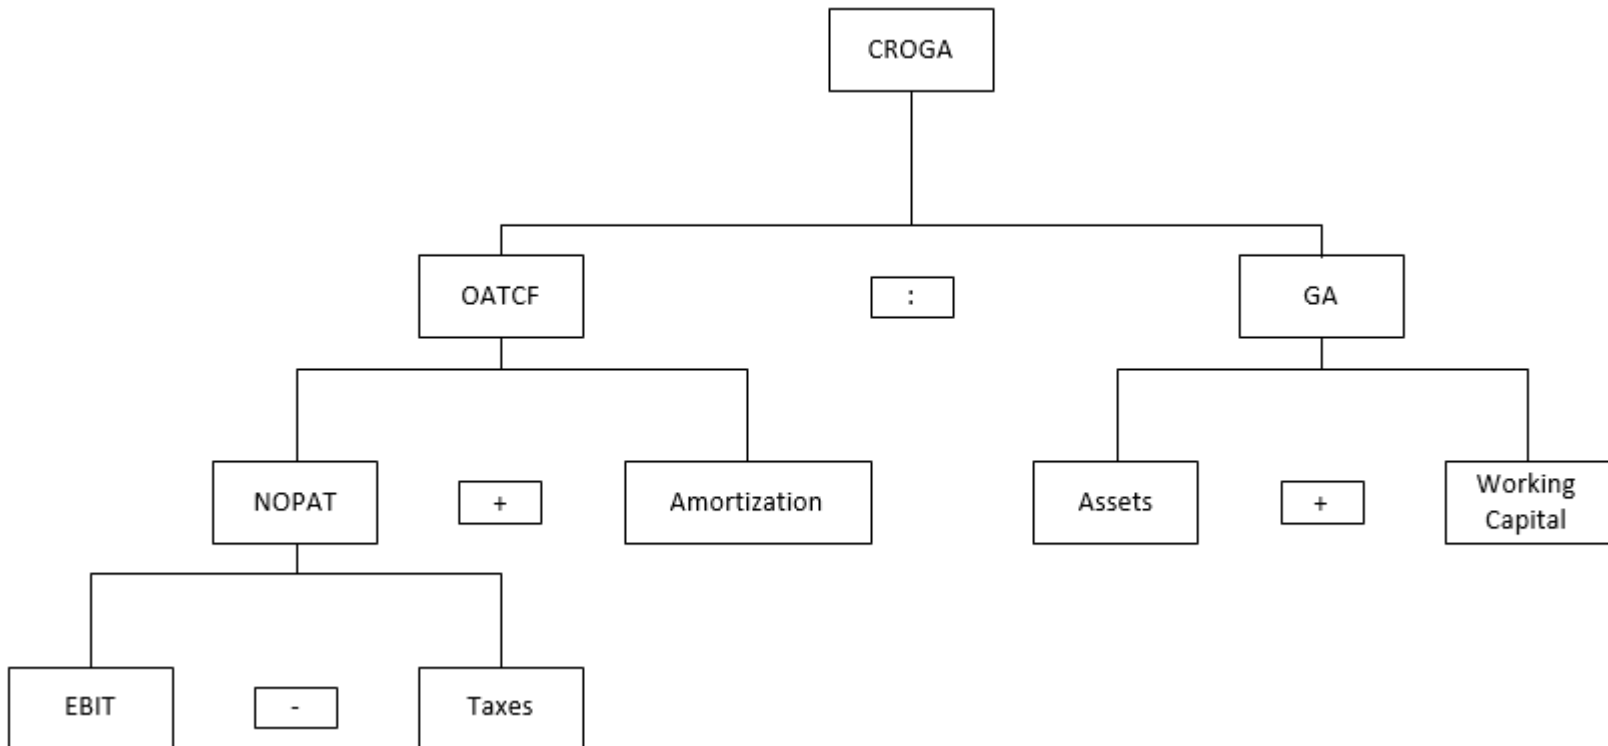 CROGA
OATCF
:
GA
NOPAT
+
Amortization
Assets
+
Working
Capital
EBIT
-
Taxes